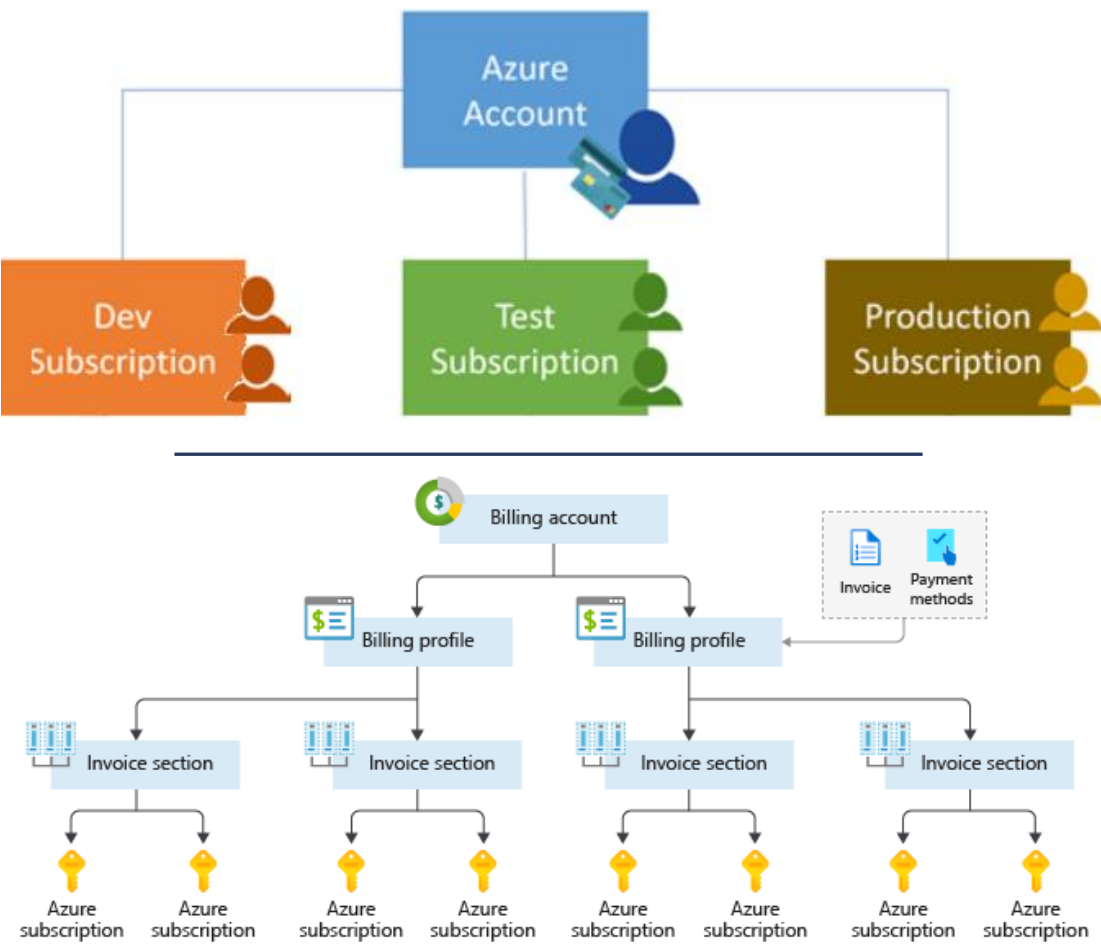 Azure
Account
Dev
Subscription
Test
Subscription
Production
Subscription
$
Billing account
Invoice
Payment
methods
$
Billing profile
$
Billing profile
Invoice section
Invoice section
Invoice section
Invoice section
Azure
subscription
Azure
subscription
Azure
subscription
Azure
subscription
Azure
subscription
Azure
subscription
Azure
subscription
Azure
subscription